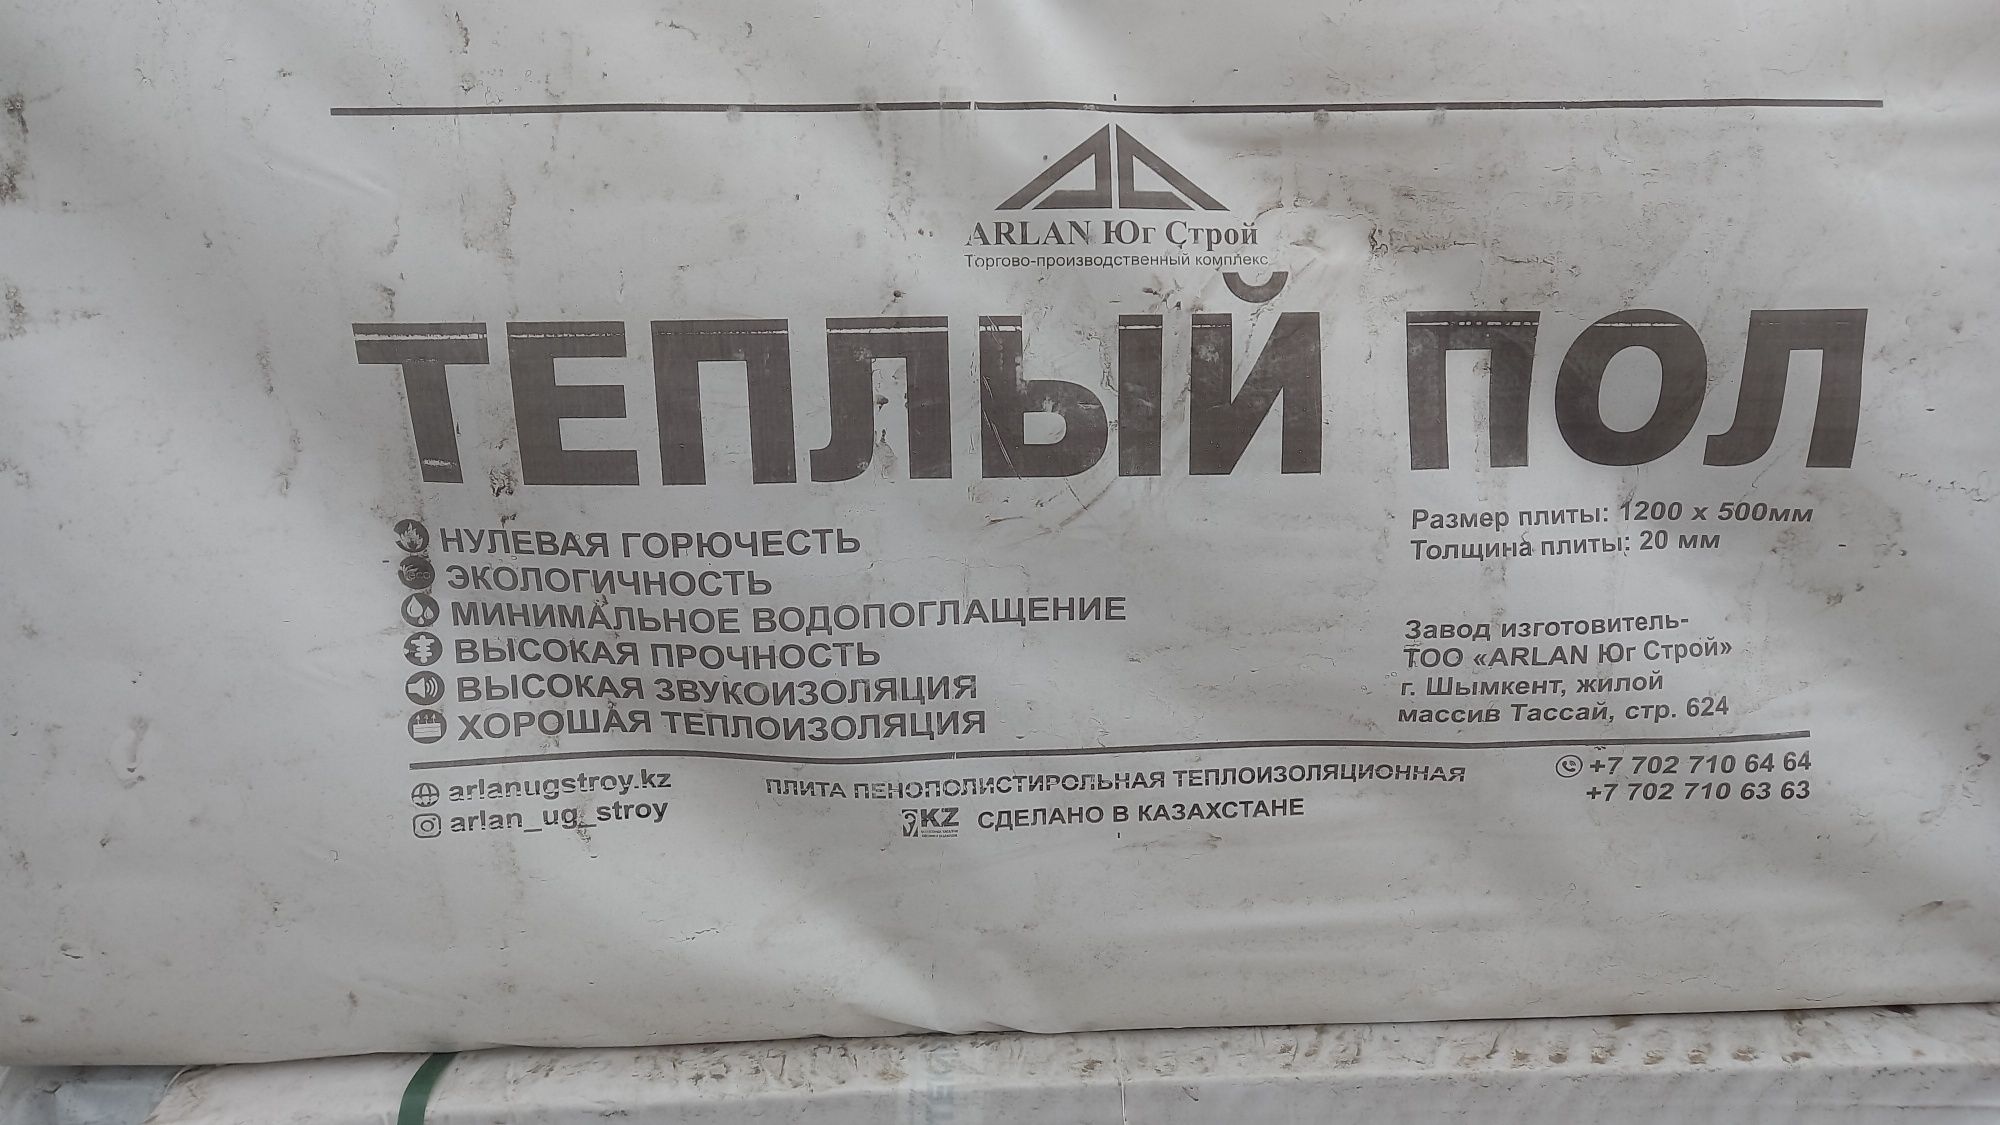 ARLAN Юг Строй
Торгово-производственный комплекс
ТЕПЛЫЙ ПОЛ
НУЛЕВАЯ ГОРЮЧЕСТЬ
eco ЭКОЛОГИЧНОСТЬ
МИНИМАЛЬНОЕ ВОДОПОГЛАЩЕНИЕ
ВЫСОКАЯ ПРОЧНОСТЬ
ВЫСОКАЯ ЗВУКОИЗОЛЯЦИЯ
ХОРОШАЯ ТЕПЛОИЗОЛЯЦИЯ
Размер плиты: 1200 x 500мм
Толщина плиты: 20 мм
Завод изготовитель-
ТОО «ARLAN Юг Строй»
г. Шымкент, жилой
массив Тассай, стр. 624
arlanugstroy.kz
arlan_ug_stroy
ПЛИТА ПЕНОПОЛИСТИРОЛЬНАЯ ТЕПЛОИЗОЛЯЦИОННАЯ
KZ СДЕЛАНО В КАЗАХСТАНЕ
+7 702 710 64 64
+7 702 710 63 63